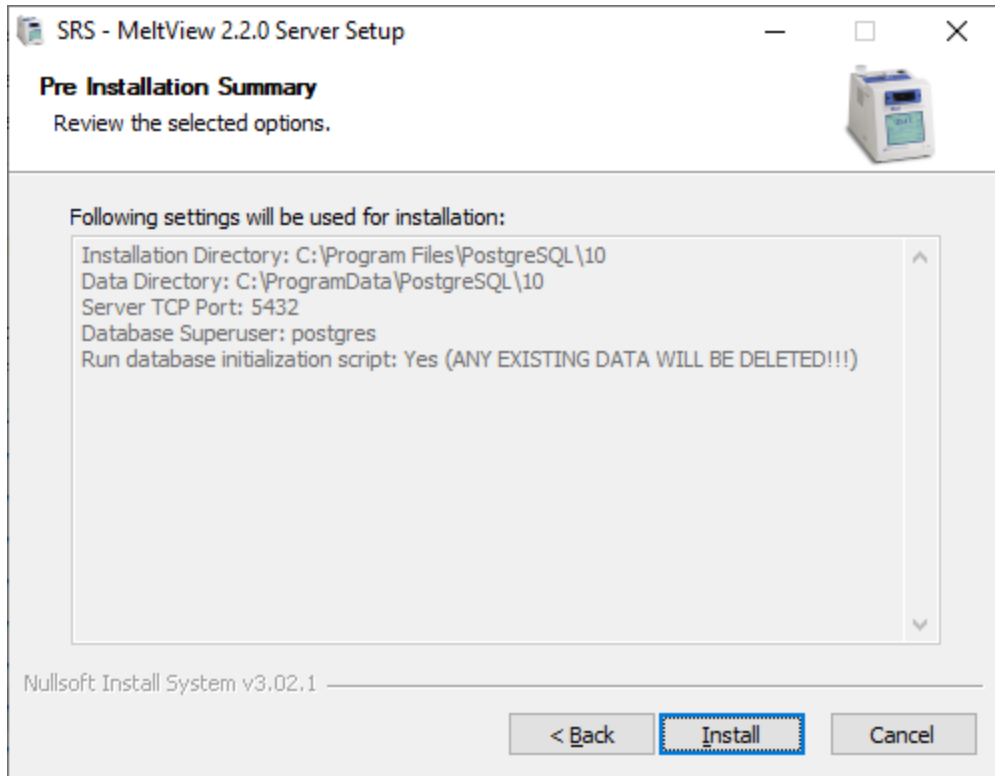 SRS - MeltView 2.2.0 Server Setup
Pre Installation Summary
Review the selected options.
Following settings will be used for installation:
Installation Directory: C:\Program Files\PostgreSQL\10
Data Directory: C:\ProgramData\PostgreSQL\10
Server TCP Port: 5432
Database Superuser: postgres
Run database initialization script: Yes (ANY EXISTING DATA WILL BE DELETED!!!)
Nullsoft Install System v3.02.1
< Back Install Cancel